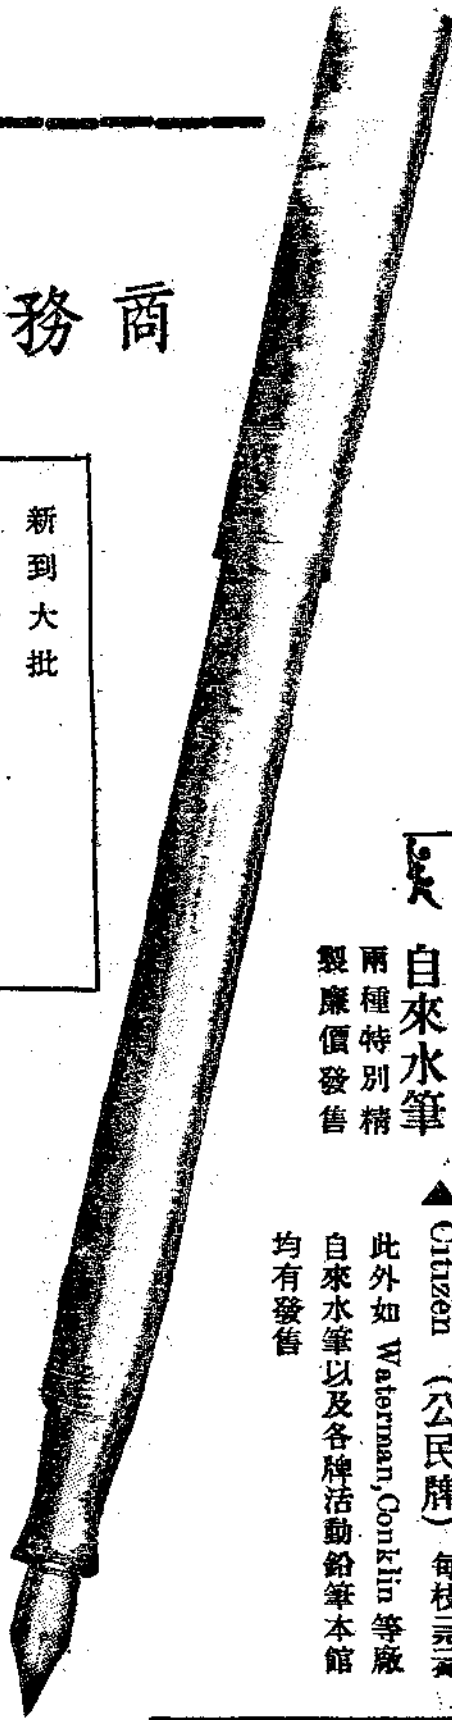 商務
新到大批
自來水筆
兩種特別精
製廉價發售
▲Citizen (公民牌) 每枝
此外如 Waterman, Conklin 等廠
自來水筆以及各牌活動鉛筆本館
均有發售